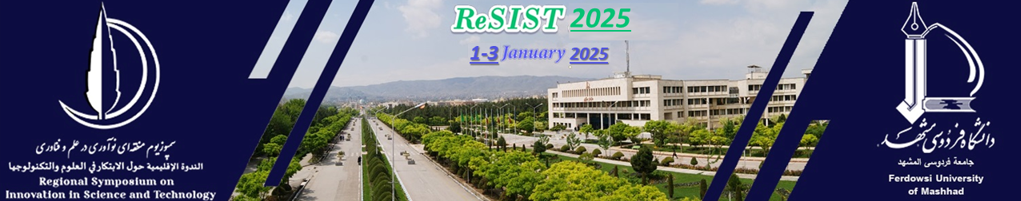 ReSIST 2025
1-3 January 2025
سمپوزیوم منطقه‌ای نوآوری در علم و فناوری
الندوة الإقليمية حول الابتكار في العلوم والتكنولوجيا
Regional Symposium on
Innovation in Science and Technology
دانشگاه فردوسی مشهد
جامعة فردوسي المشهد
Ferdowsi University
of Mashhad